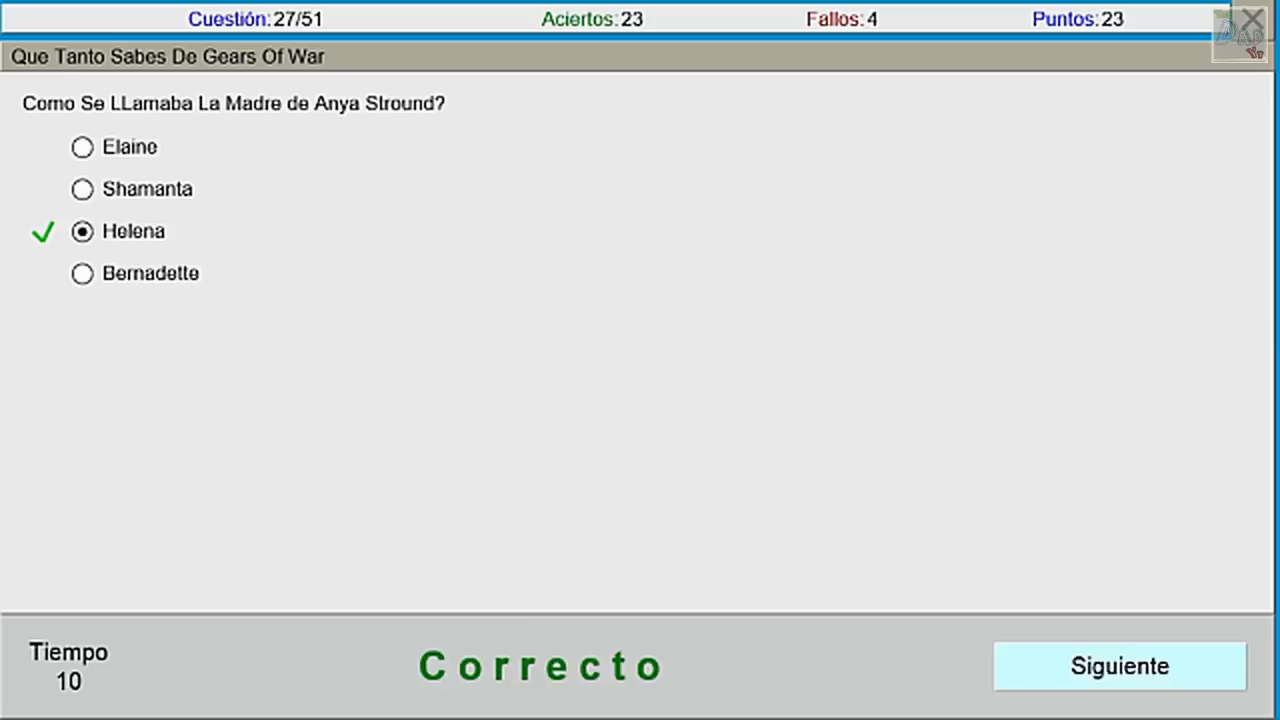 Cuestión: 27/51 Aciertos: 23 Fallos: 4 Puntos: 23
Que Tanto Sabes De Gears Of War
Como Se LLamaba La Madre de Anya Stround?
Elaine
Shamanta
Helena
Bernadette
Tiempo
10
Correcto
Siguiente